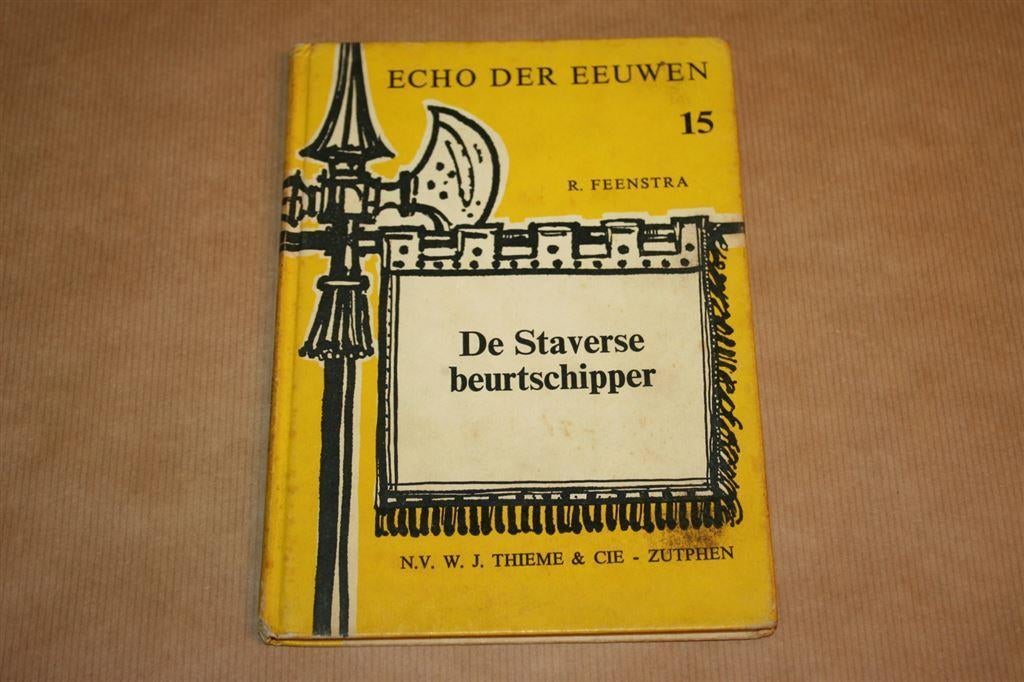 ECHO DER EEUWEN
15
R. FEENSTRA
De Staverse
beurtschipper
N.V. W. J. THIEME & CIE - ZUTPHEN